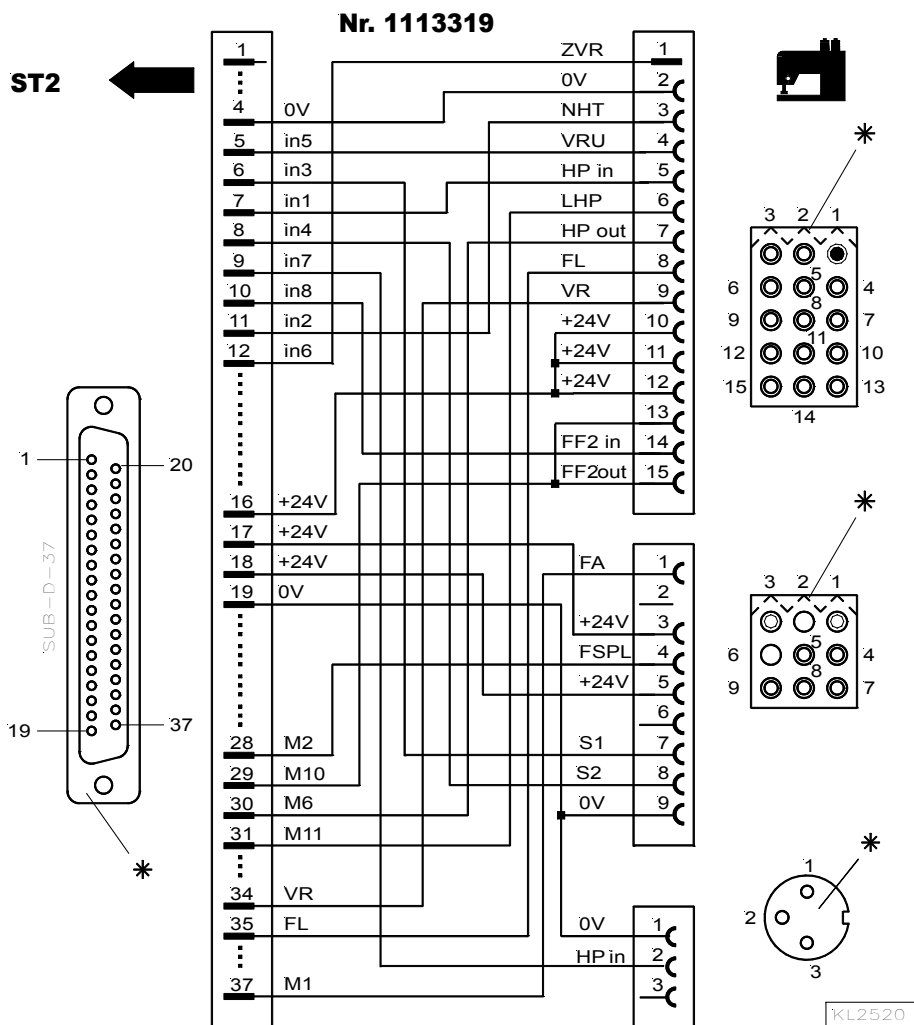 Nr. 1113319
ST2
1
4 0V
5 in5
6 in3
7 in1
8 in4
9 in7
10 in8
11 in2
12 in6
16 +24V
17 +24V
18 +24V
19 0V
28 M2
29 M10
30 M6
31 M11
34 VR
35 FL
37 M1
ZVR 1
0V 2
NHT 3
VRU 4
HP in 5
LHP 6
HP out 7
FL 8
VR 9
+24V 10
+24V 11
+24V 12
13
FF2 in 14
FF2out 15
FA 1
2
+24V 3
FSPL 4
+24V 5
6
S1 7
S2 8
0V 9
0V 1
HP in 2
3
1 20
SUB-D-37
19 37
*
*
3 2 1
5
6 4
8
9 7
11
12 10
15 13
14
*
3 2 1
5
6 4
8
9 7
*
1
2
3
KL2520